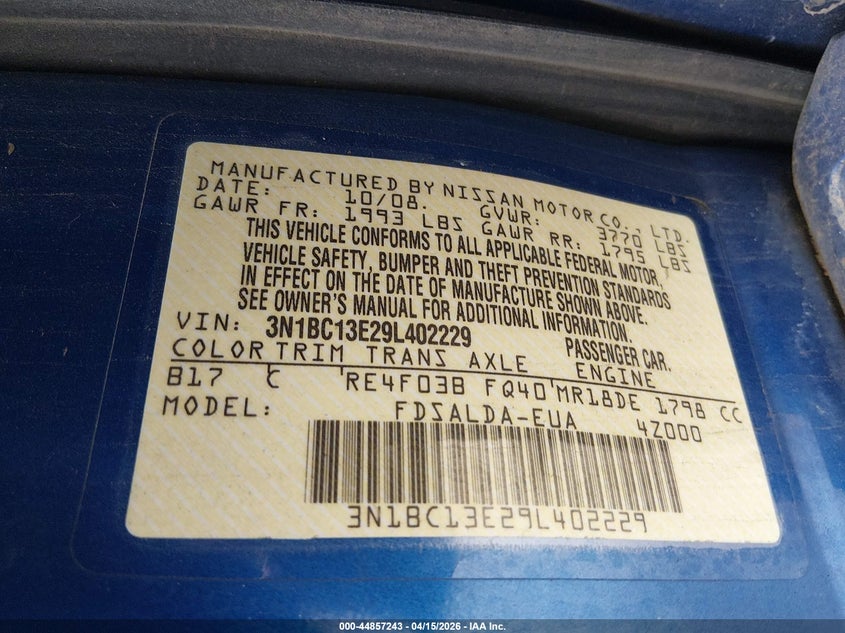 MANUFACTURED BY NISSAN MOTOR CO., LTD.
DATE: 10/08. GVWR: 3770 LBS
GAWR FR: 1993 LBS GAWR RR: 1795 LBS
THIS VEHICLE CONFORMS TO ALL APPLICABLE FEDERAL MOTOR
VEHICLE SAFETY, BUMPER AND THEFT PREVENTION STANDARDS
IN EFFECT ON THE DATE OF MANUFACTURE SHOWN ABOVE.
SEE OWNER'S MANUAL FOR ADDITIONAL INFORMATION.
VIN: 3N1BC13E29L402229 PASSENGER CAR.
COLOR TRIM TRANS AXLE ENGINE
B17 C RE4F03B FQ40 MR18DE 1798 CC
MODEL: FDSALDA-EUA 4Z000
3N1BC13E29L402229
000-44857243 - 04/15/2026 - IAA Inc.